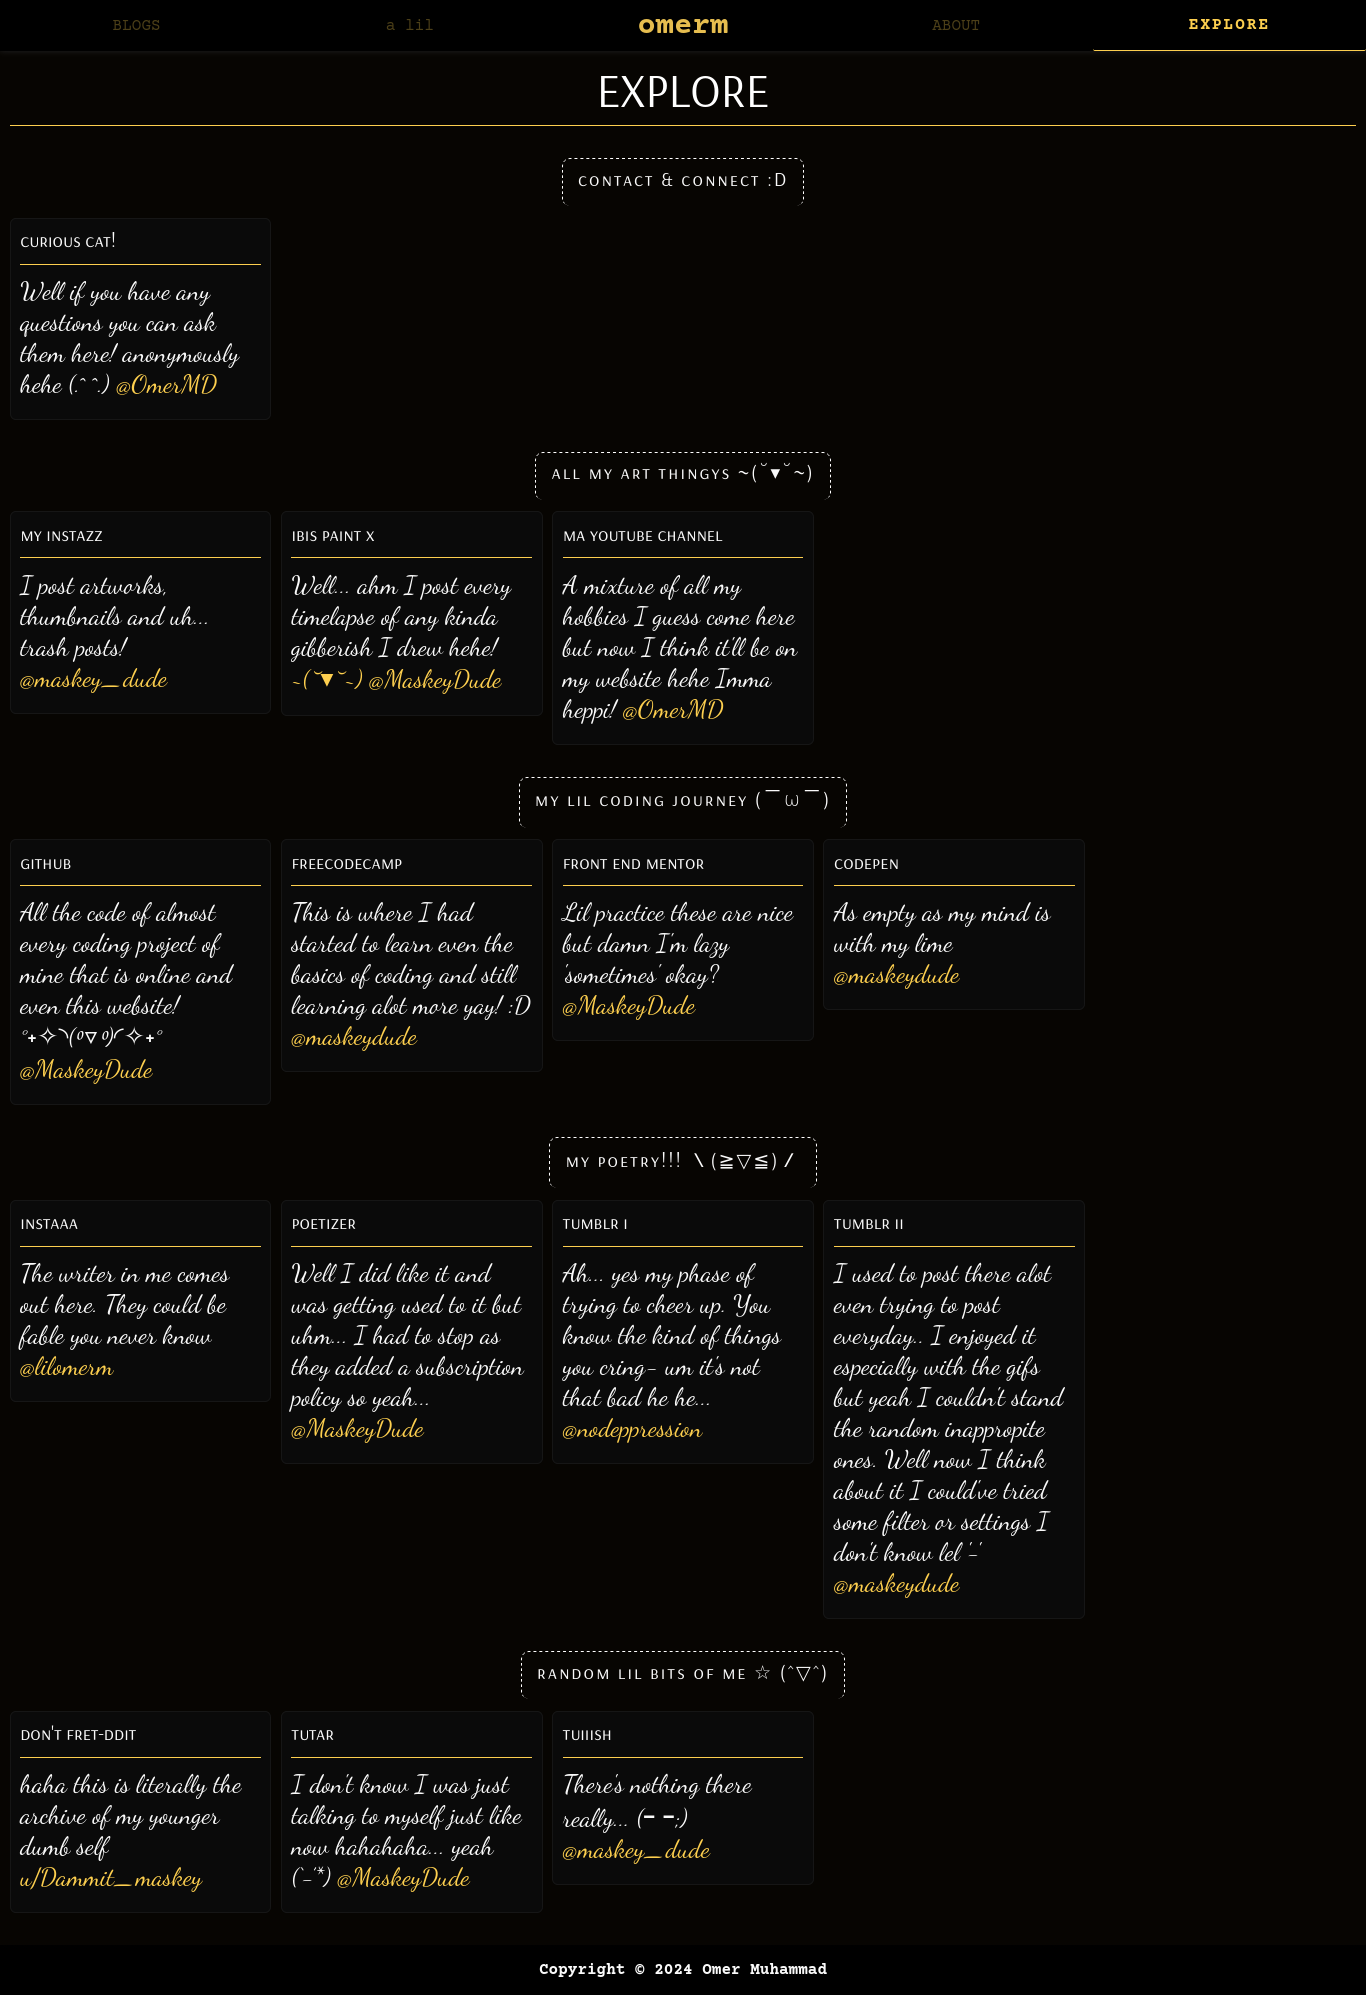 BLOGS a lil omerm ABOUT EXPLORE
EXPLORE
CONTACT & CONNECT :D
CURIOUS CAT!
Well if you have any
questions you can ask
them here! anonymously
hehe (.^ ^.) @OmerMD
ALL MY ART THINGYS ~(˘▼˘~)
MY INSTAZZ
I post artworks,
thumbnails and uh...
trash posts!
@maskey_dude
IBIS PAINT X
Well... ahm I post every
timelapse of any kinda
gibberish I drew hehe!
~(˘▼˘~) @MaskeyDude
MA YOUTUBE CHANNEL
A mixture of all my
hobbies I guess come here
but now I think it'll be on
my website hehe Imma
heppi! @OmerMD
MY LIL CODING JOURNEY (￣ω￣)
GITHUB
All the code of almost
every coding project of
mine that is online and
even this website!
°˖✧◝(⁰▿⁰)◜✧˖°
@MaskeyDude
FREECODECAMP
This is where I had
started to learn even the
basics of coding and still
learning alot more yay! :D
@maskeydude
FRONT END MENTOR
Lil practice these are nice
but damn I'm lazy
'sometimes' okay?
@MaskeyDude
CODEPEN
As empty as my mind is
with my lime
@maskeydude
MY POETRY!!! \(≧▽≦)/
INSTAAA
The writer in me comes
out here. They could be
fable you never know
@lilomerm
POETIZER
Well I did like it and
was getting used to it but
uhm... I had to stop as
they added a subscription
policy so yeah...
@MaskeyDude
TUMBLR I
Ah... yes my phase of
trying to cheer up. You
know the kind of things
you cring- um it's not
that bad he he...
@nodeppression
TUMBLR II
I used to post there alot
even trying to post
everyday.. I enjoyed it
especially with the gifs
but yeah I couldn't stand
the random inappropite
ones. Well now I think
about it I could've tried
some filter or settings I
don't know lel '-'
@maskeydude
RANDOM LIL BITS OF ME ☆ (^▽^)
DON'T FRET-DDIT
haha this is literally the
archive of my younger
dumb self
u/Dammit_maskey
TUTAR
I don't know I was just
talking to myself just like
now hahahaha... yeah
(`-´*) @MaskeyDude
TUIIISH
There's nothing there
really... (━ ━;)
@maskey_dude
Copyright © 2024 Omer Muhammad